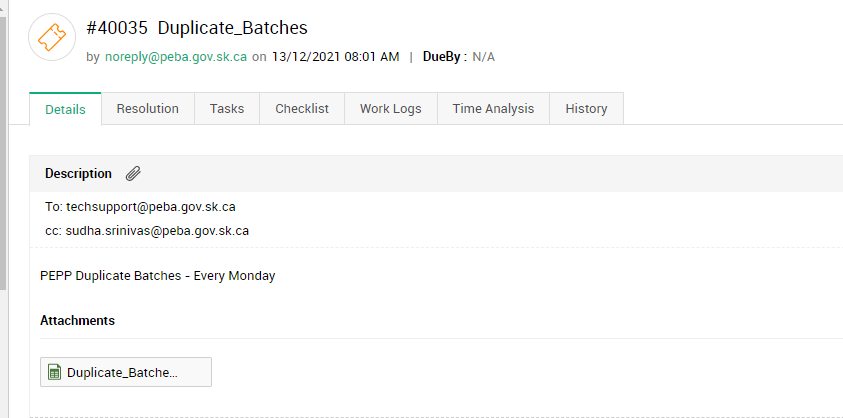 #40035 Duplicate_Batches
by noreply@peba.gov.sk.ca on 13/12/2021 08:01 AM | DueBy : N/A
Details Resolution Tasks Checklist Work Logs Time Analysis History
Description
To: techsupport@peba.gov.sk.ca
cc: sudha.srinivas@peba.gov.sk.ca
PEPP Duplicate Batches - Every Monday
Attachments
Duplicate_Batche...